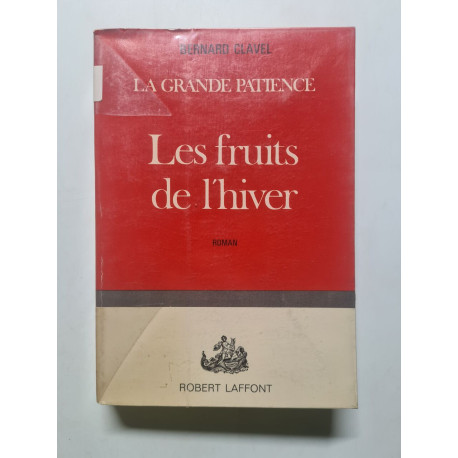 BERNARD CLAVEL
LA GRANDE PATIENCE
Les fruits
de l'hiver
ROMAN
ROBERT LAFFONT